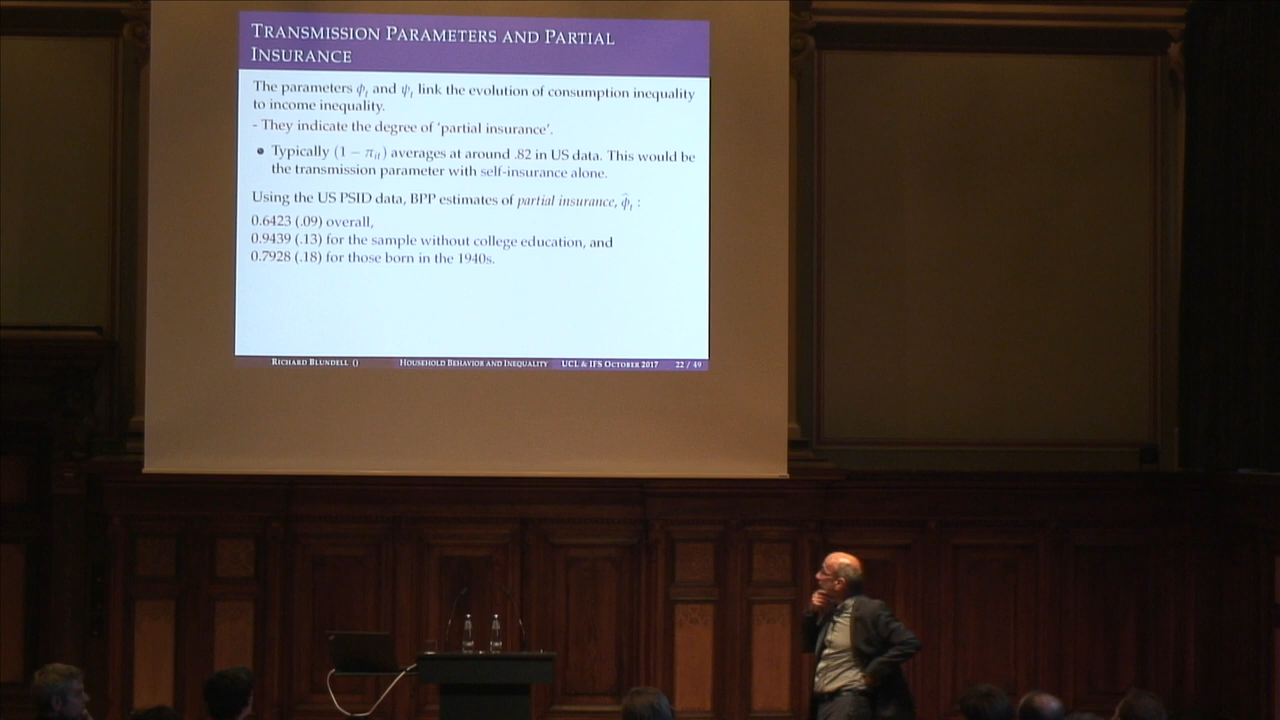 TRANSMISSION PARAMETERS AND PARTIAL
INSURANCE
The parameters ϕt and ψt link the evolution of consumption inequality
to income inequality.
- They indicate the degree of 'partial insurance'.
• Typically (1 − πit) averages at around .82 in US data. This would be
the transmission parameter with self-insurance alone.
Using the US PSID data, BPP estimates of partial insurance, ϕ̂t :
0.6423 (.09) overall,
0.9439 (.13) for the sample without college education, and
0.7928 (.18) for those born in the 1940s.
RICHARD BLUNDELL () HOUSEHOLD BEHAVIOR AND INEQUALITY UCL & IFS OCTOBER 2017 22 / 49